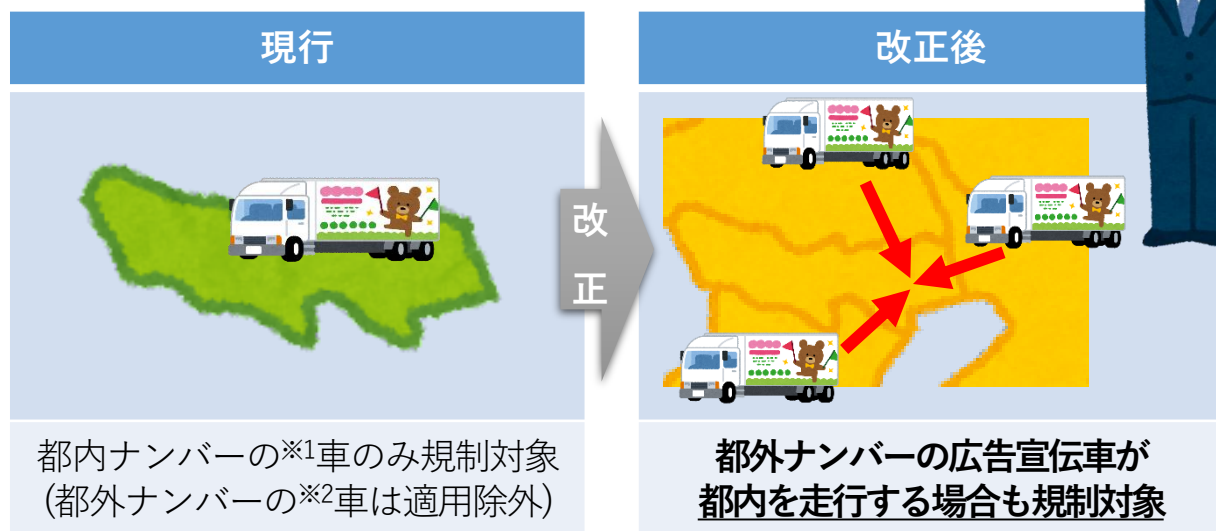 現行
改正後
改
正
都内ナンバーの※1車のみ規制対象
(都外ナンバーの※2車は適用除外)
都外ナンバーの広告宣伝車が
都内を走行する場合も規制対象